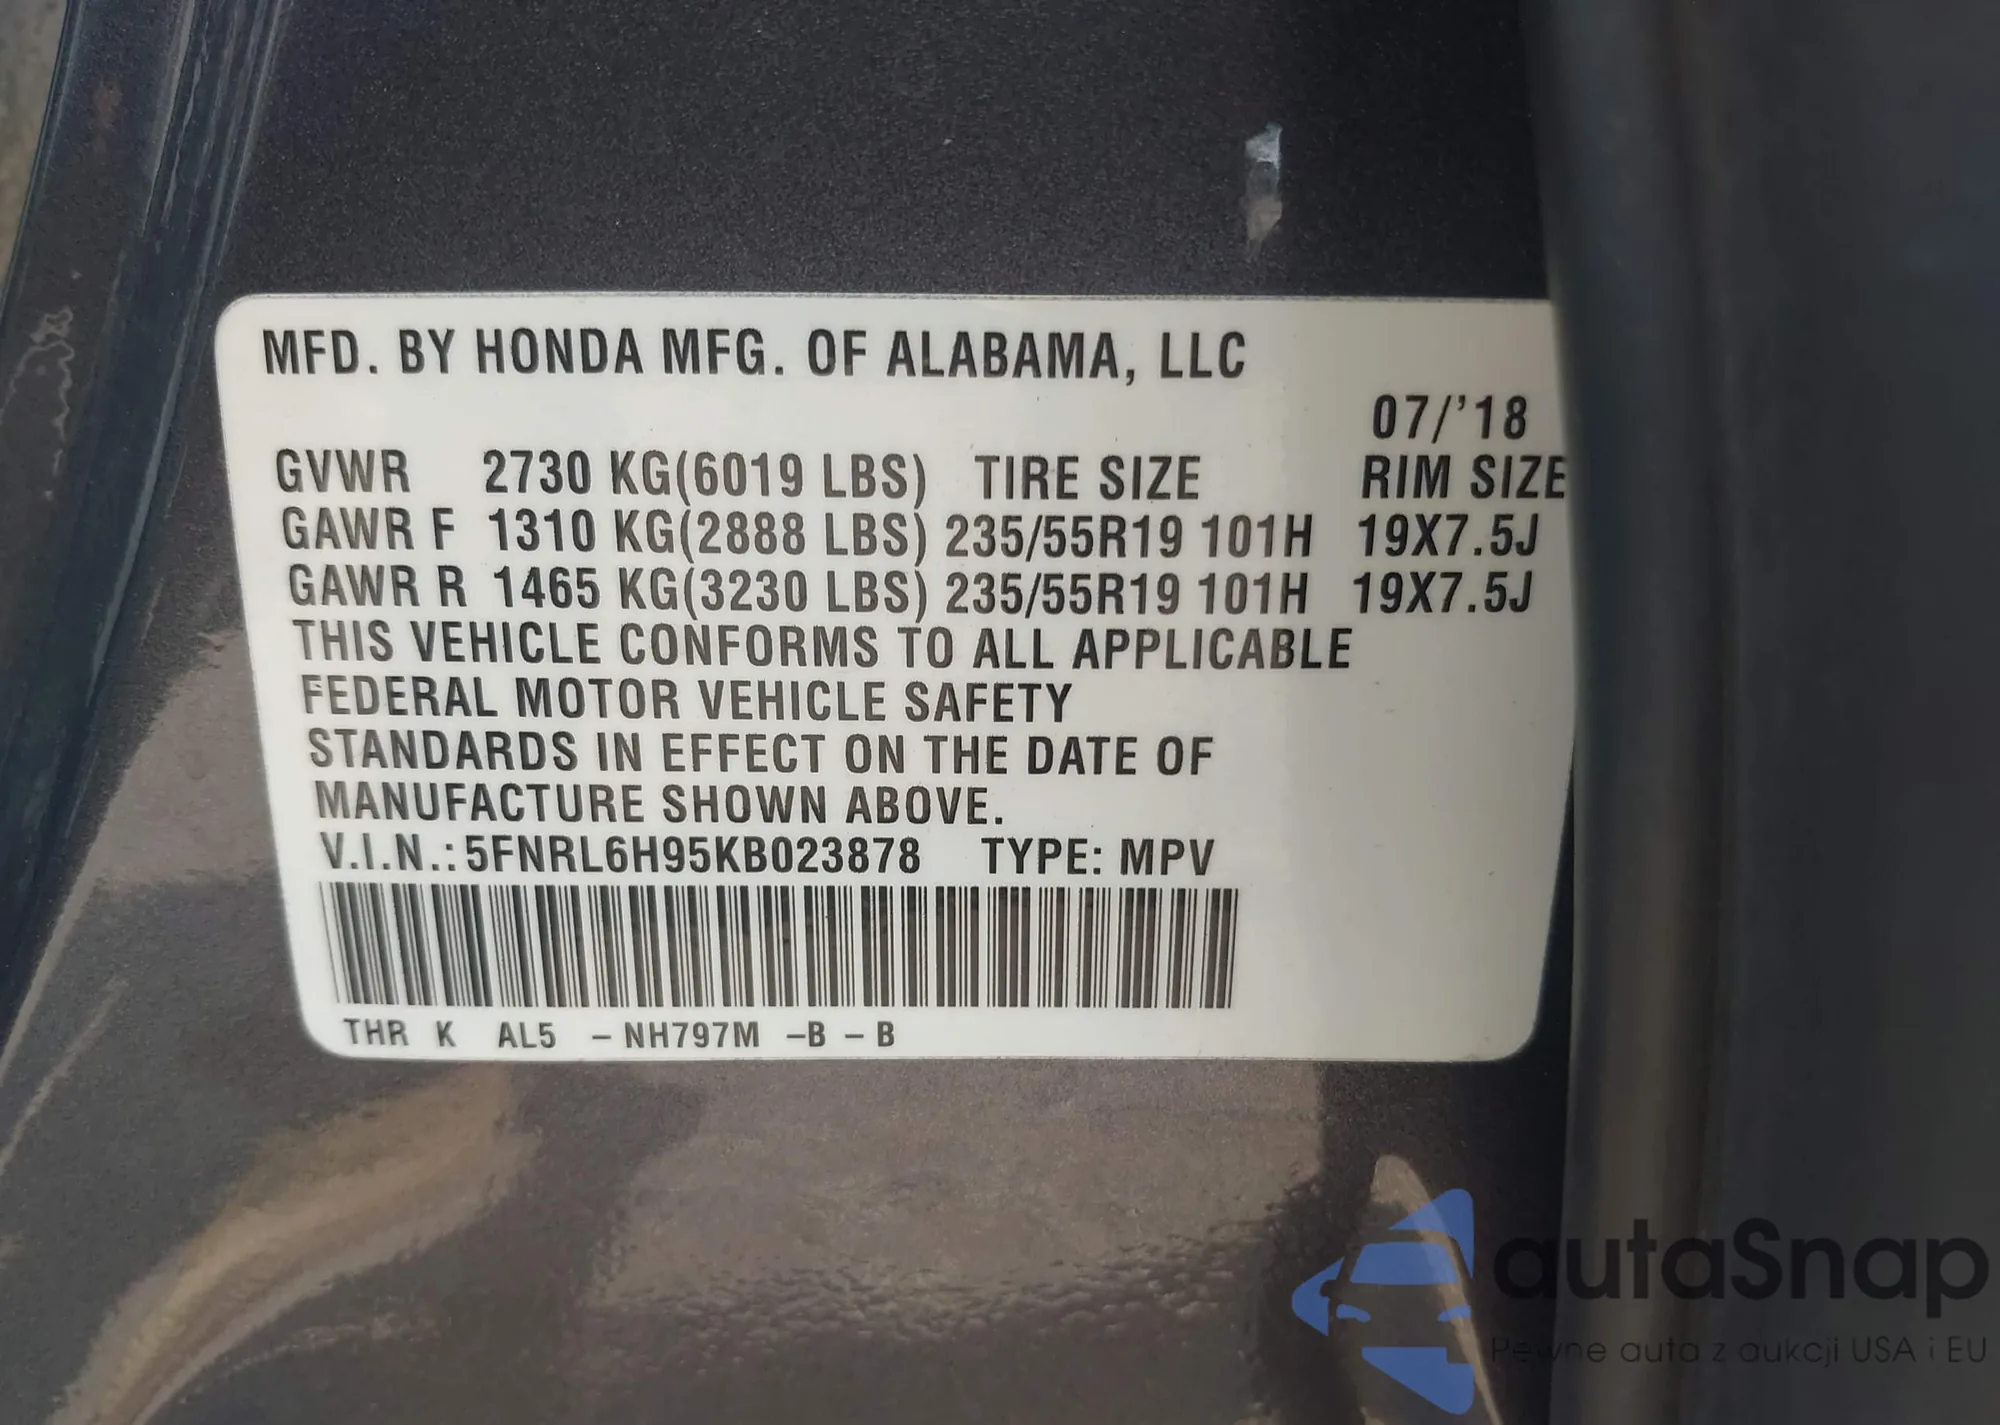 MFD. BY HONDA MFG. OF ALABAMA, LLC
07/'18
GVWR 2730 KG(6019 LBS) TIRE SIZE RIM SIZE
GAWR F 1310 KG(2888 LBS) 235/55R19 101H 19X7.5J
GAWR R 1465 KG(3230 LBS) 235/55R19 101H 19X7.5J
THIS VEHICLE CONFORMS TO ALL APPLICABLE
FEDERAL MOTOR VEHICLE SAFETY
STANDARDS IN EFFECT ON THE DATE OF
MANUFACTURE SHOWN ABOVE.
V.I.N.: 5FNRL6H95KB023878 TYPE: MPV
THR K AL5 – NH797M –B – B
autaSnap
Pewne auta z aukcji USA i EU